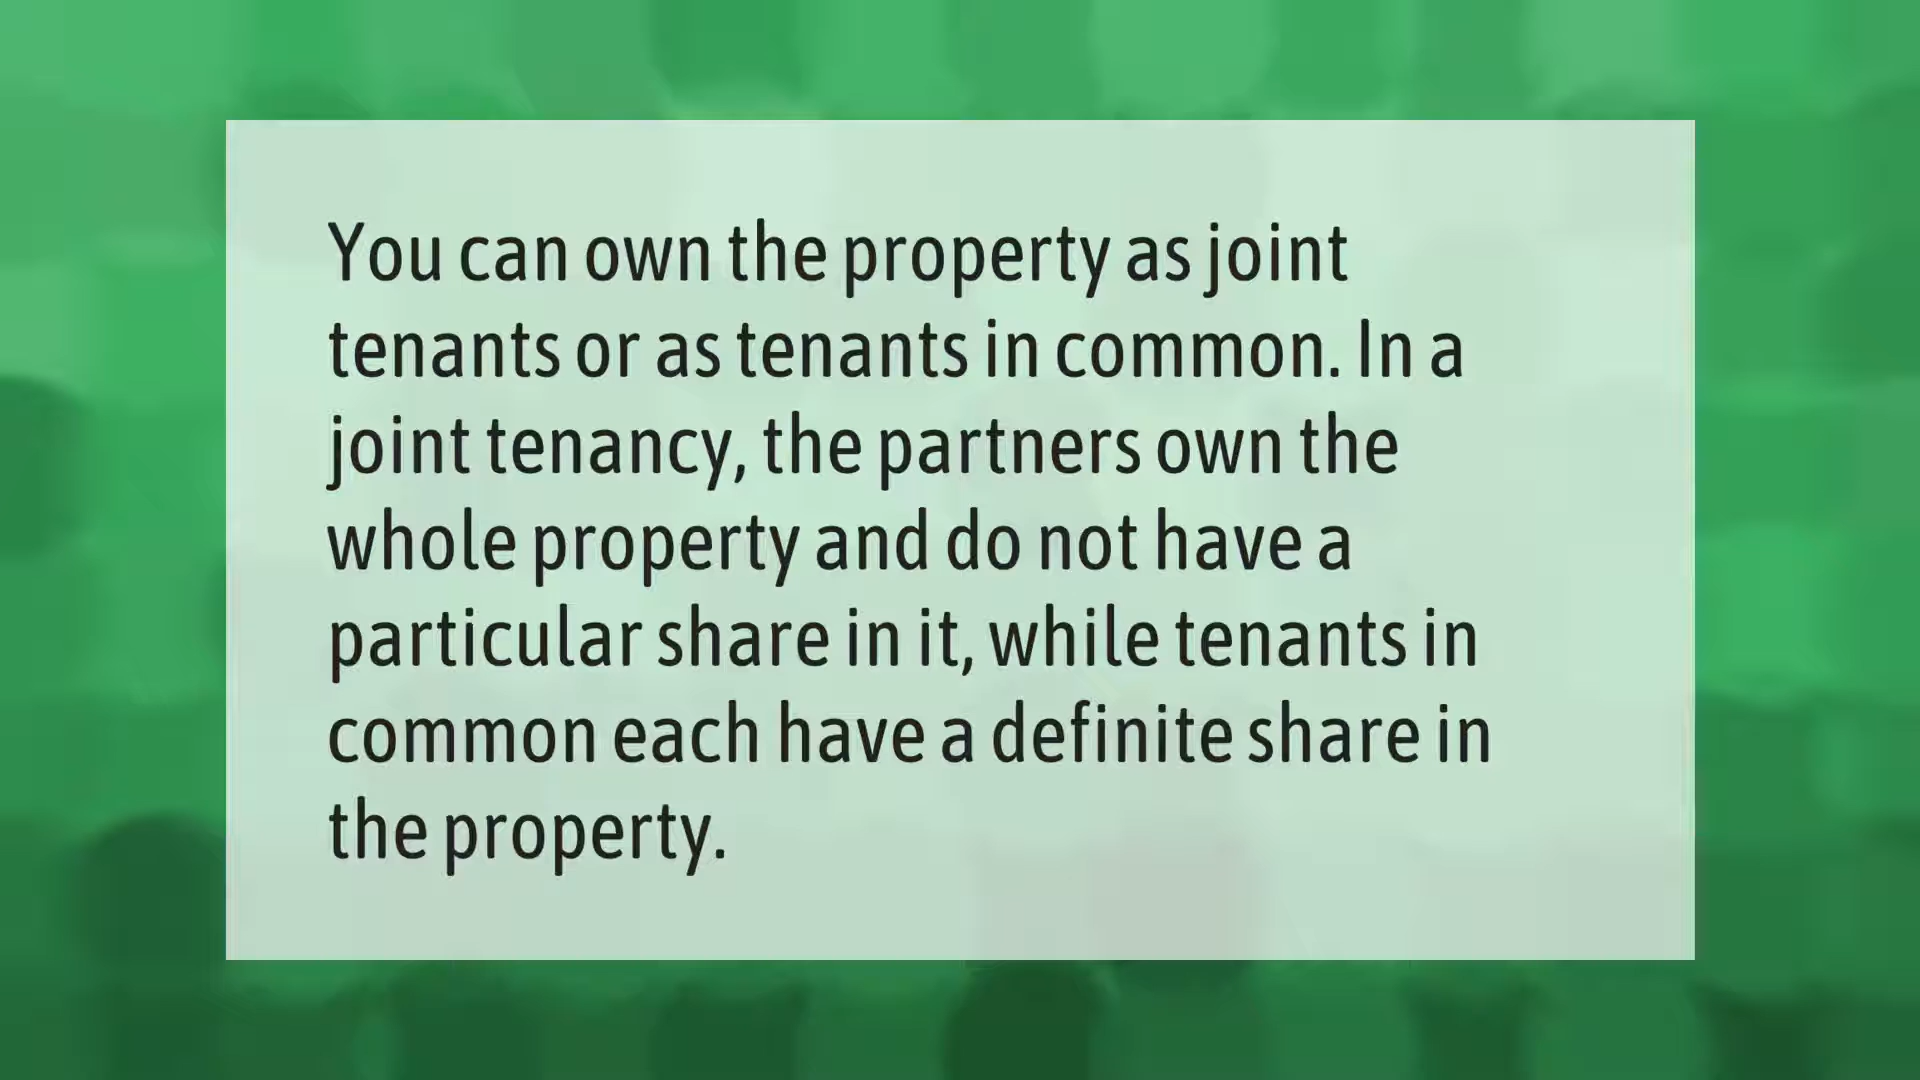 You can own the property as joint
tenants or as tenants in common. In a
joint tenancy, the partners own the
whole property and do not have a
particular share in it, while tenants in
common each have a definite share in
the property.